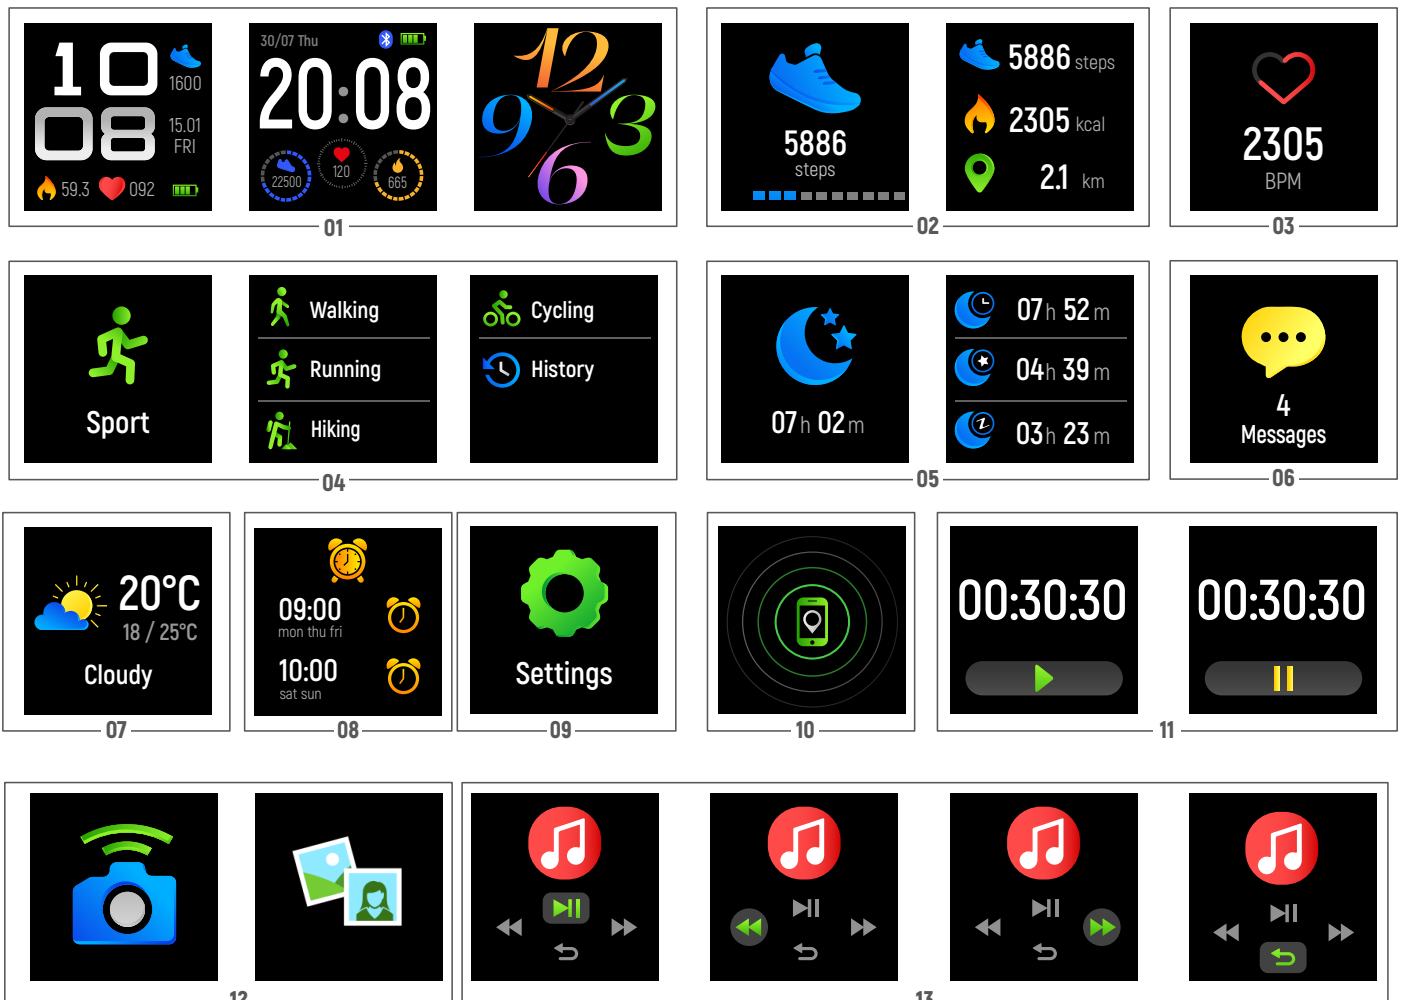 10
08
1600
15.01
FRI
59.3
092
30/07 Thu
20:08
22500
120
665
12
9
3
6
01
5886
steps
5886 steps
2305 kcal
2.1 km
02
2305
BPM
03
Sport
Walking
Running
Hiking
Cycling
History
04
07h 02m
07h 52m
04h 39m
03h 23m
z
05
4
Messages
06
20°C
18 / 25°C
Cloudy
07
09:00
mon thu fri
10:00
sat sun
08
Settings
09
10
00:30:30
00:30:30
11
12
13